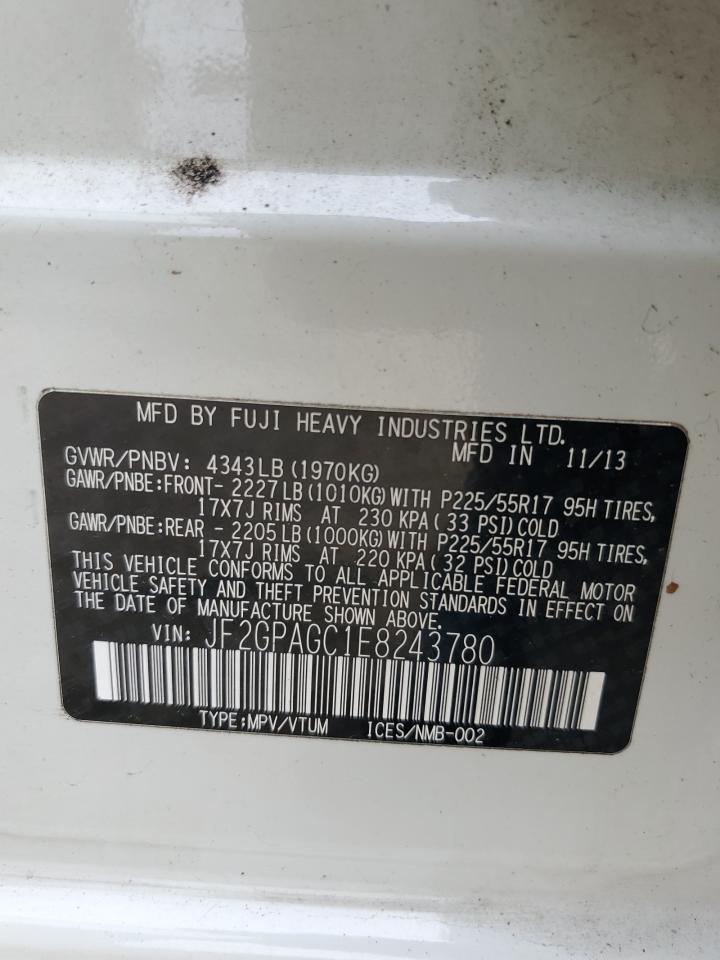 MFD BY FUJI HEAVY INDUSTRIES LTD.
MFD IN 11/13
GVWR/PNBV: 4343LB (1970KG)
GAWR/PNBE:FRONT- 2227LB(1010KG)WITH P225/55R17 95H TIRES,
17X7J RIMS AT 230 KPA( 33 PSI)COLD
GAWR/PNBE:REAR - 2205LB(1000KG)WITH P225/55R17 95H TIRES,
17X7J RIMS AT 220 KPA( 32 PSI)COLD
THIS VEHICLE CONFORMS TO ALL APPLICABLE FEDERAL MOTOR
VEHICLE SAFETY AND THEFT PREVENTION STANDARDS IN EFFECT ON
THE DATE OF MANUFACTURE SHOWN ABOVE.
VIN: JF2GPAGC1E8243780
TYPE:MPV/VTUM ICES/NMB-002